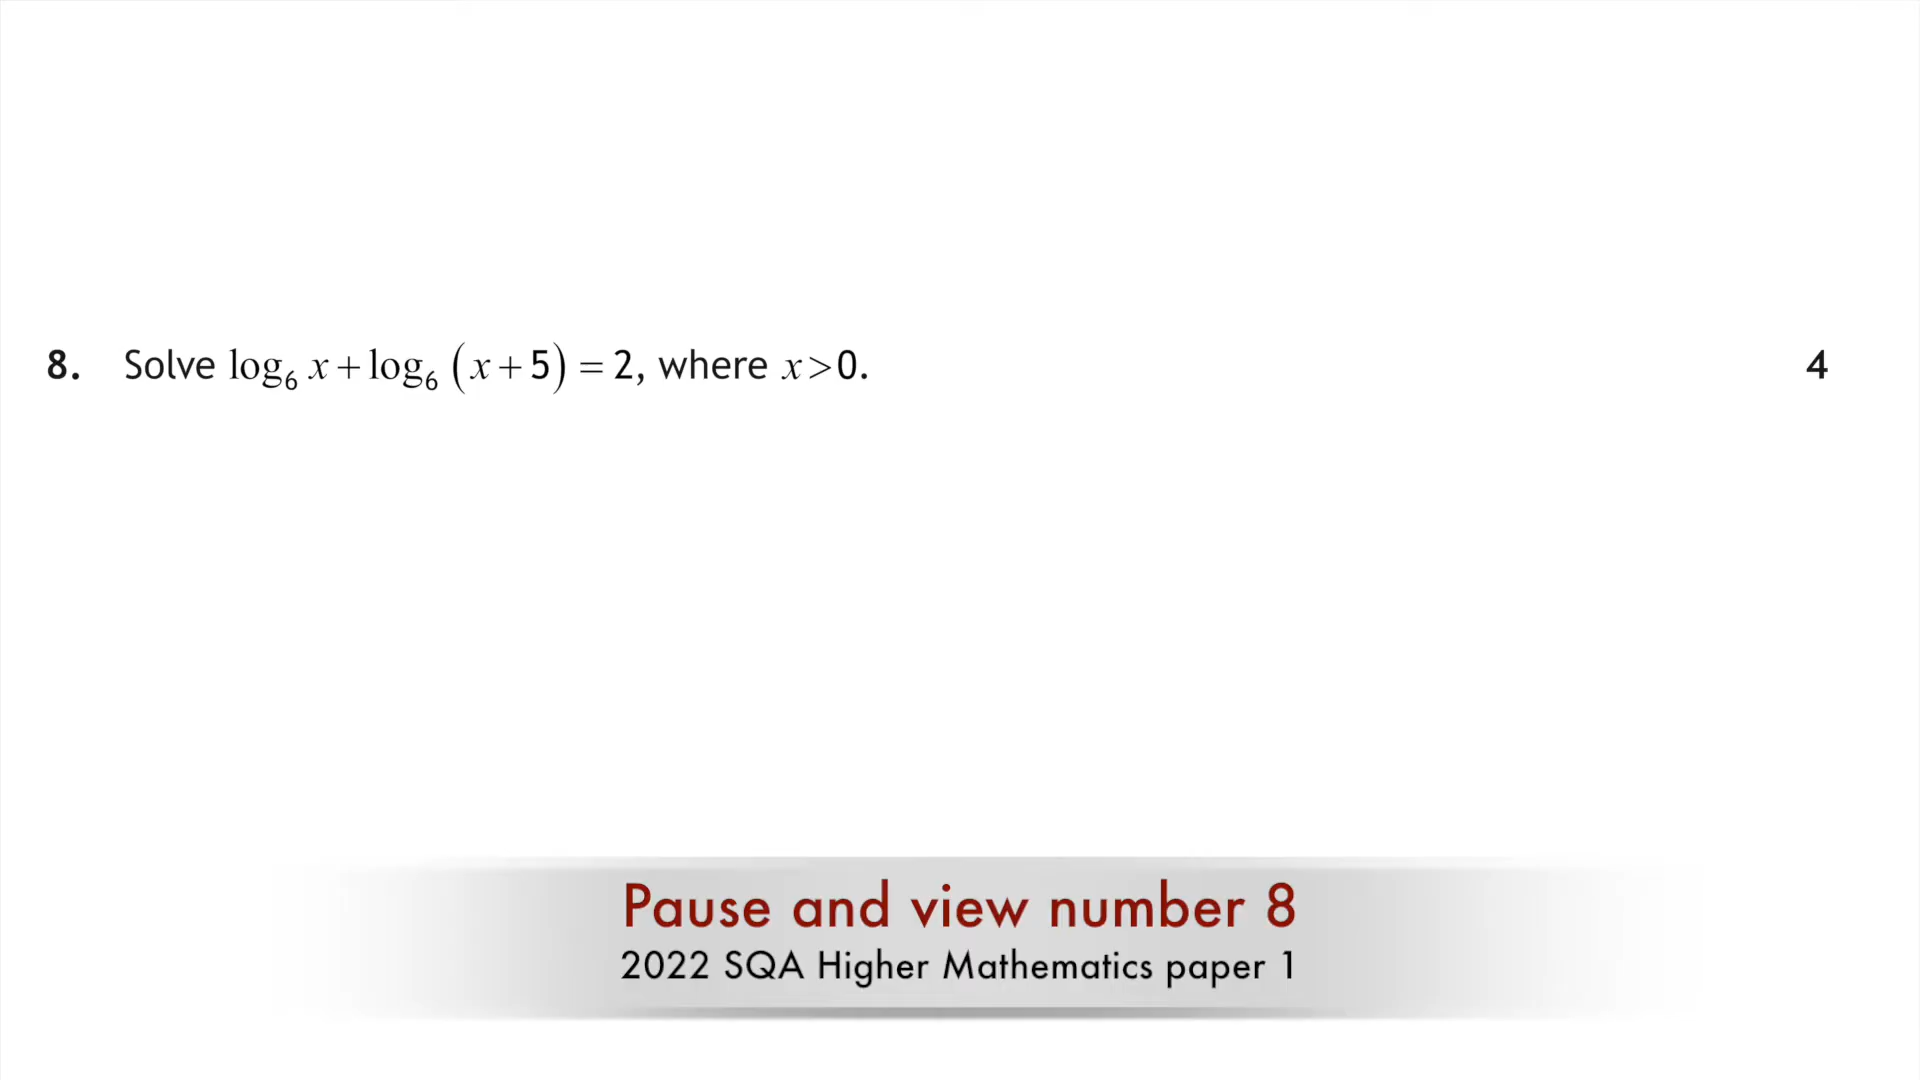 8. Solve log₆ x + log₆ (x + 5) = 2, where x > 0. 4
Pause and view number 8
2022 SQA Higher Mathematics paper 1